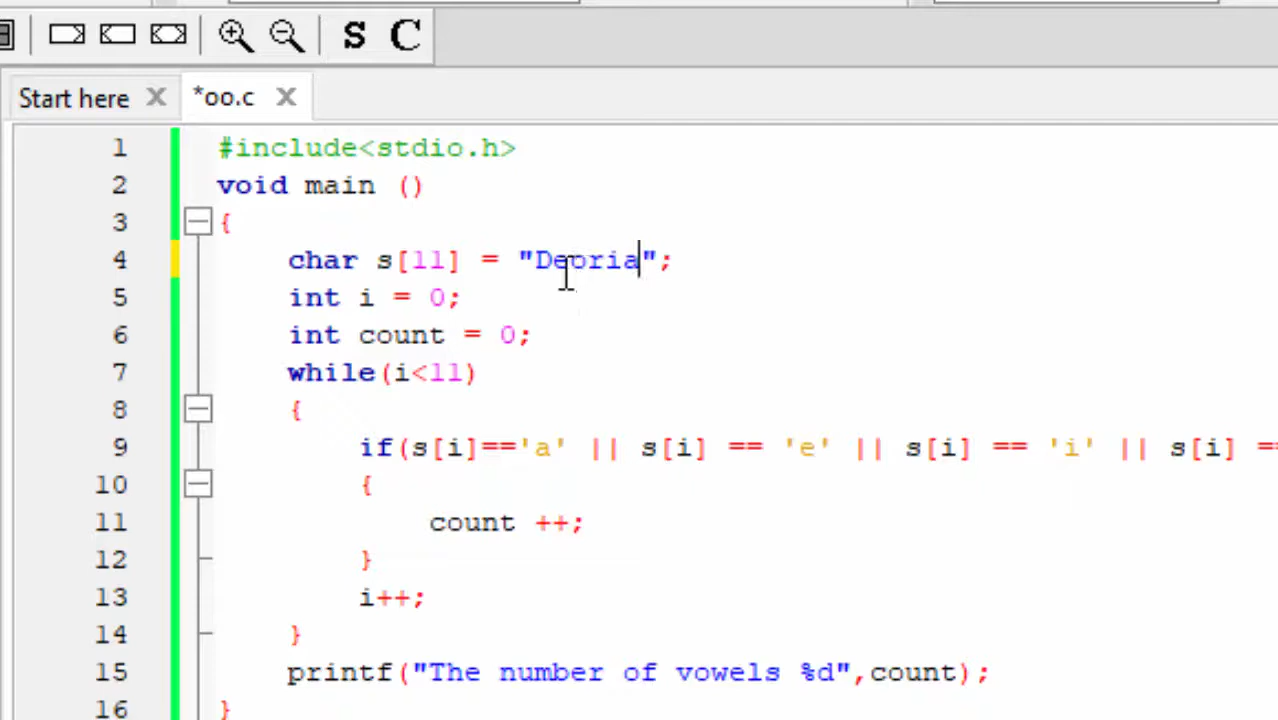 S C
Start here
*oo.c
1 #include<stdio.h>
2 void main ()
3 {
4 char s[11] = "Deoria";
5 int i = 0;
6 int count = 0;
7 while(i<11)
8 {
9 if(s[i]=='a' || s[i] == 'e' || s[i] == 'i' || s[i] ==
10 {
11 count ++;
12 }
13 i++;
14 }
15 printf("The number of vowels %d",count);
16 }